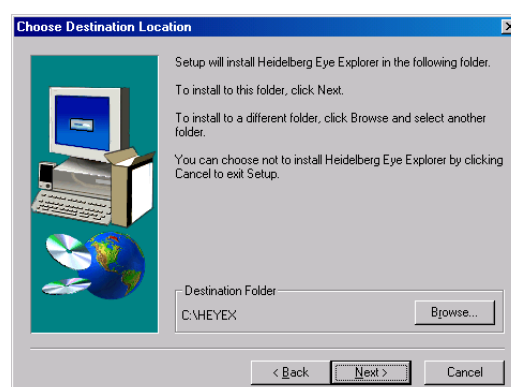 Choose Destination Location
Setup will install Heidelberg Eye Explorer in the following folder.
To install to this folder, click Next.
To install to a different folder, click Browse and select another
folder.
You can choose not to install Heidelberg Eye Explorer by clicking
Cancel to exit Setup.
Destination Folder
C:\HEYEX
Browse...
< Back
Next >
Cancel